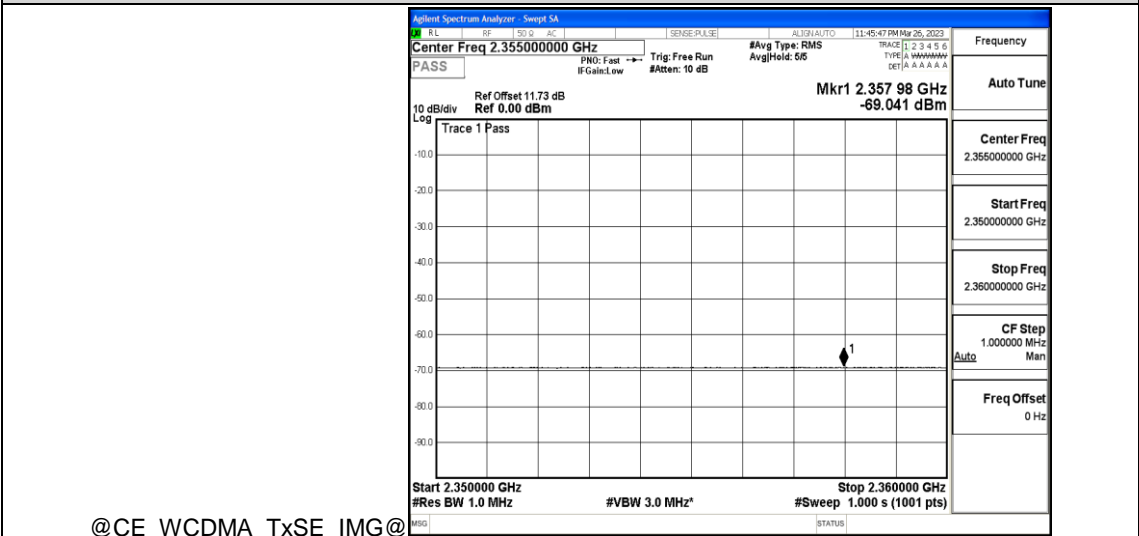 Agilent Spectrum Analyzer - Swept SA
RL RF 50 Ω AC SENSE:PULSE ALIGNAUTO 11:45:47 PM Mar 26, 2023
Center Freq 2.355000000 GHz
PASS
PNO: Fast
IFGain:Low
Trig: Free Run
#Atten: 10 dB
#Avg Type: RMS
Avg|Hold: 5/5
TRACE 1 2 3 4 5 6
TYPE A WWWWW
DET A A A A A A
Ref Offset 11.73 dB
10 dB/div Ref 0.00 dBm
Log
Mkr1 2.357 98 GHz
-69.041 dBm
Trace 1 Pass
-10.0
-20.0
-30.0
-40.0
-50.0
-60.0
-70.0
-80.0
-90.0
1
Start 2.350000 GHz
Stop 2.360000 GHz
#Res BW 1.0 MHz
#VBW 3.0 MHz*
#Sweep 1.000 s (1001 pts)
MSG
STATUS
Frequency
Auto Tune
Center Freq
2.355000000 GHz
Start Freq
2.350000000 GHz
Stop Freq
2.360000000 GHz
CF Step
1.000000 MHz
Auto Man
Freq Offset
0 Hz
@CE_WCDMA_TxSE_IMG@